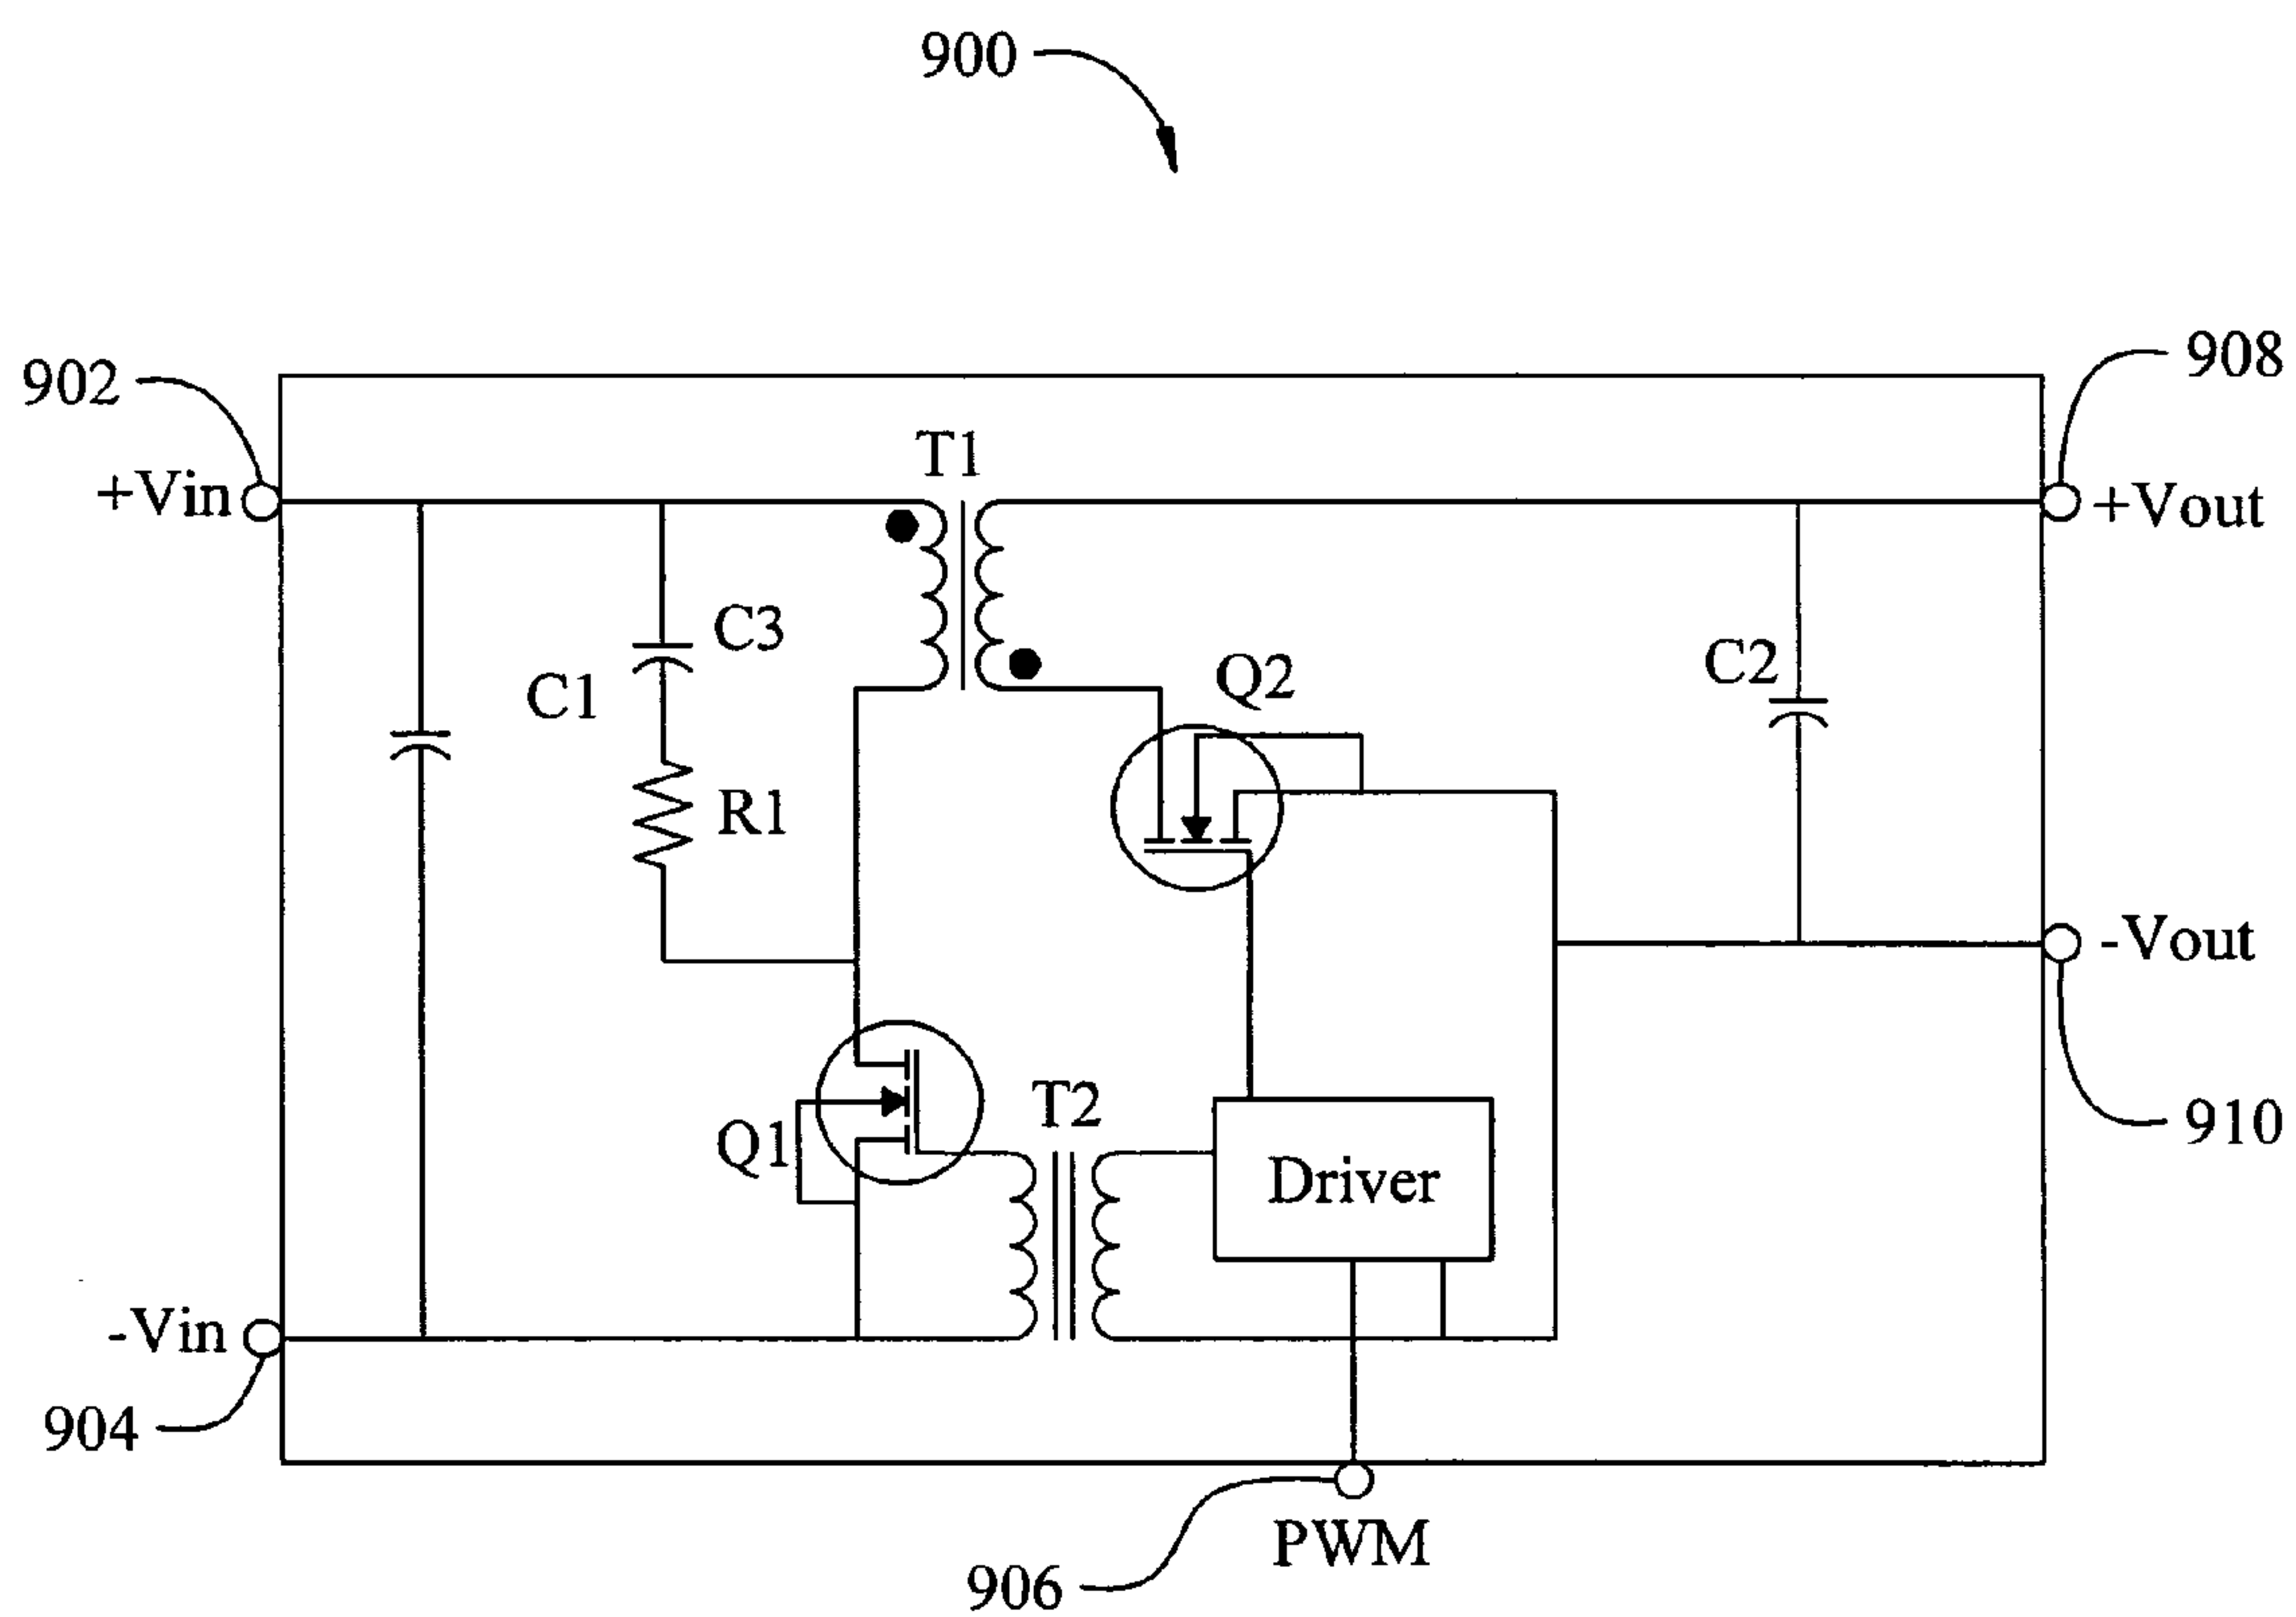 900
902
908
T1
+Vin
+Vout
C3
C1
Q2
C2
R1
-Vout
Q1
T2
910
Driver
-Vin
904
PWM
906